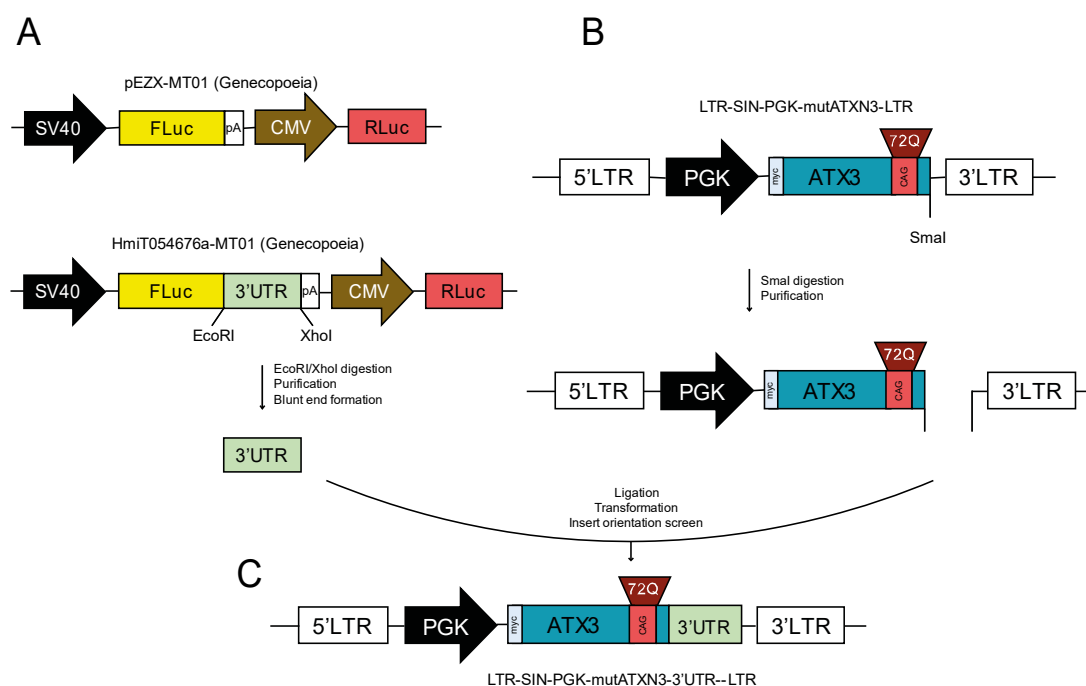 A
pEZX-MT01 (Genecopoeia)
SV40 FLuc pA CMV RLuc
HmiT054676a-MT01 (Genecopoeia)
SV40 FLuc 3'UTR pA CMV RLuc
EcoRI XhoI
EcoRI/XhoI digestion
Purification
Blunt end formation
3'UTR
B
LTR-SIN-PGK-mutATXN3-LTR
72Q
5'LTR PGK myc ATX3 CAG 3'LTR
SmaI
SmaI digestion
Purification
72Q
5'LTR PGK myc ATX3 CAG 3'LTR
Ligation
Transformation
Insert orientation screen
C
72Q
5'LTR PGK myc ATX3 CAG 3'UTR 3'LTR
LTR-SIN-PGK-mutATXN3-3'UTR--LTR